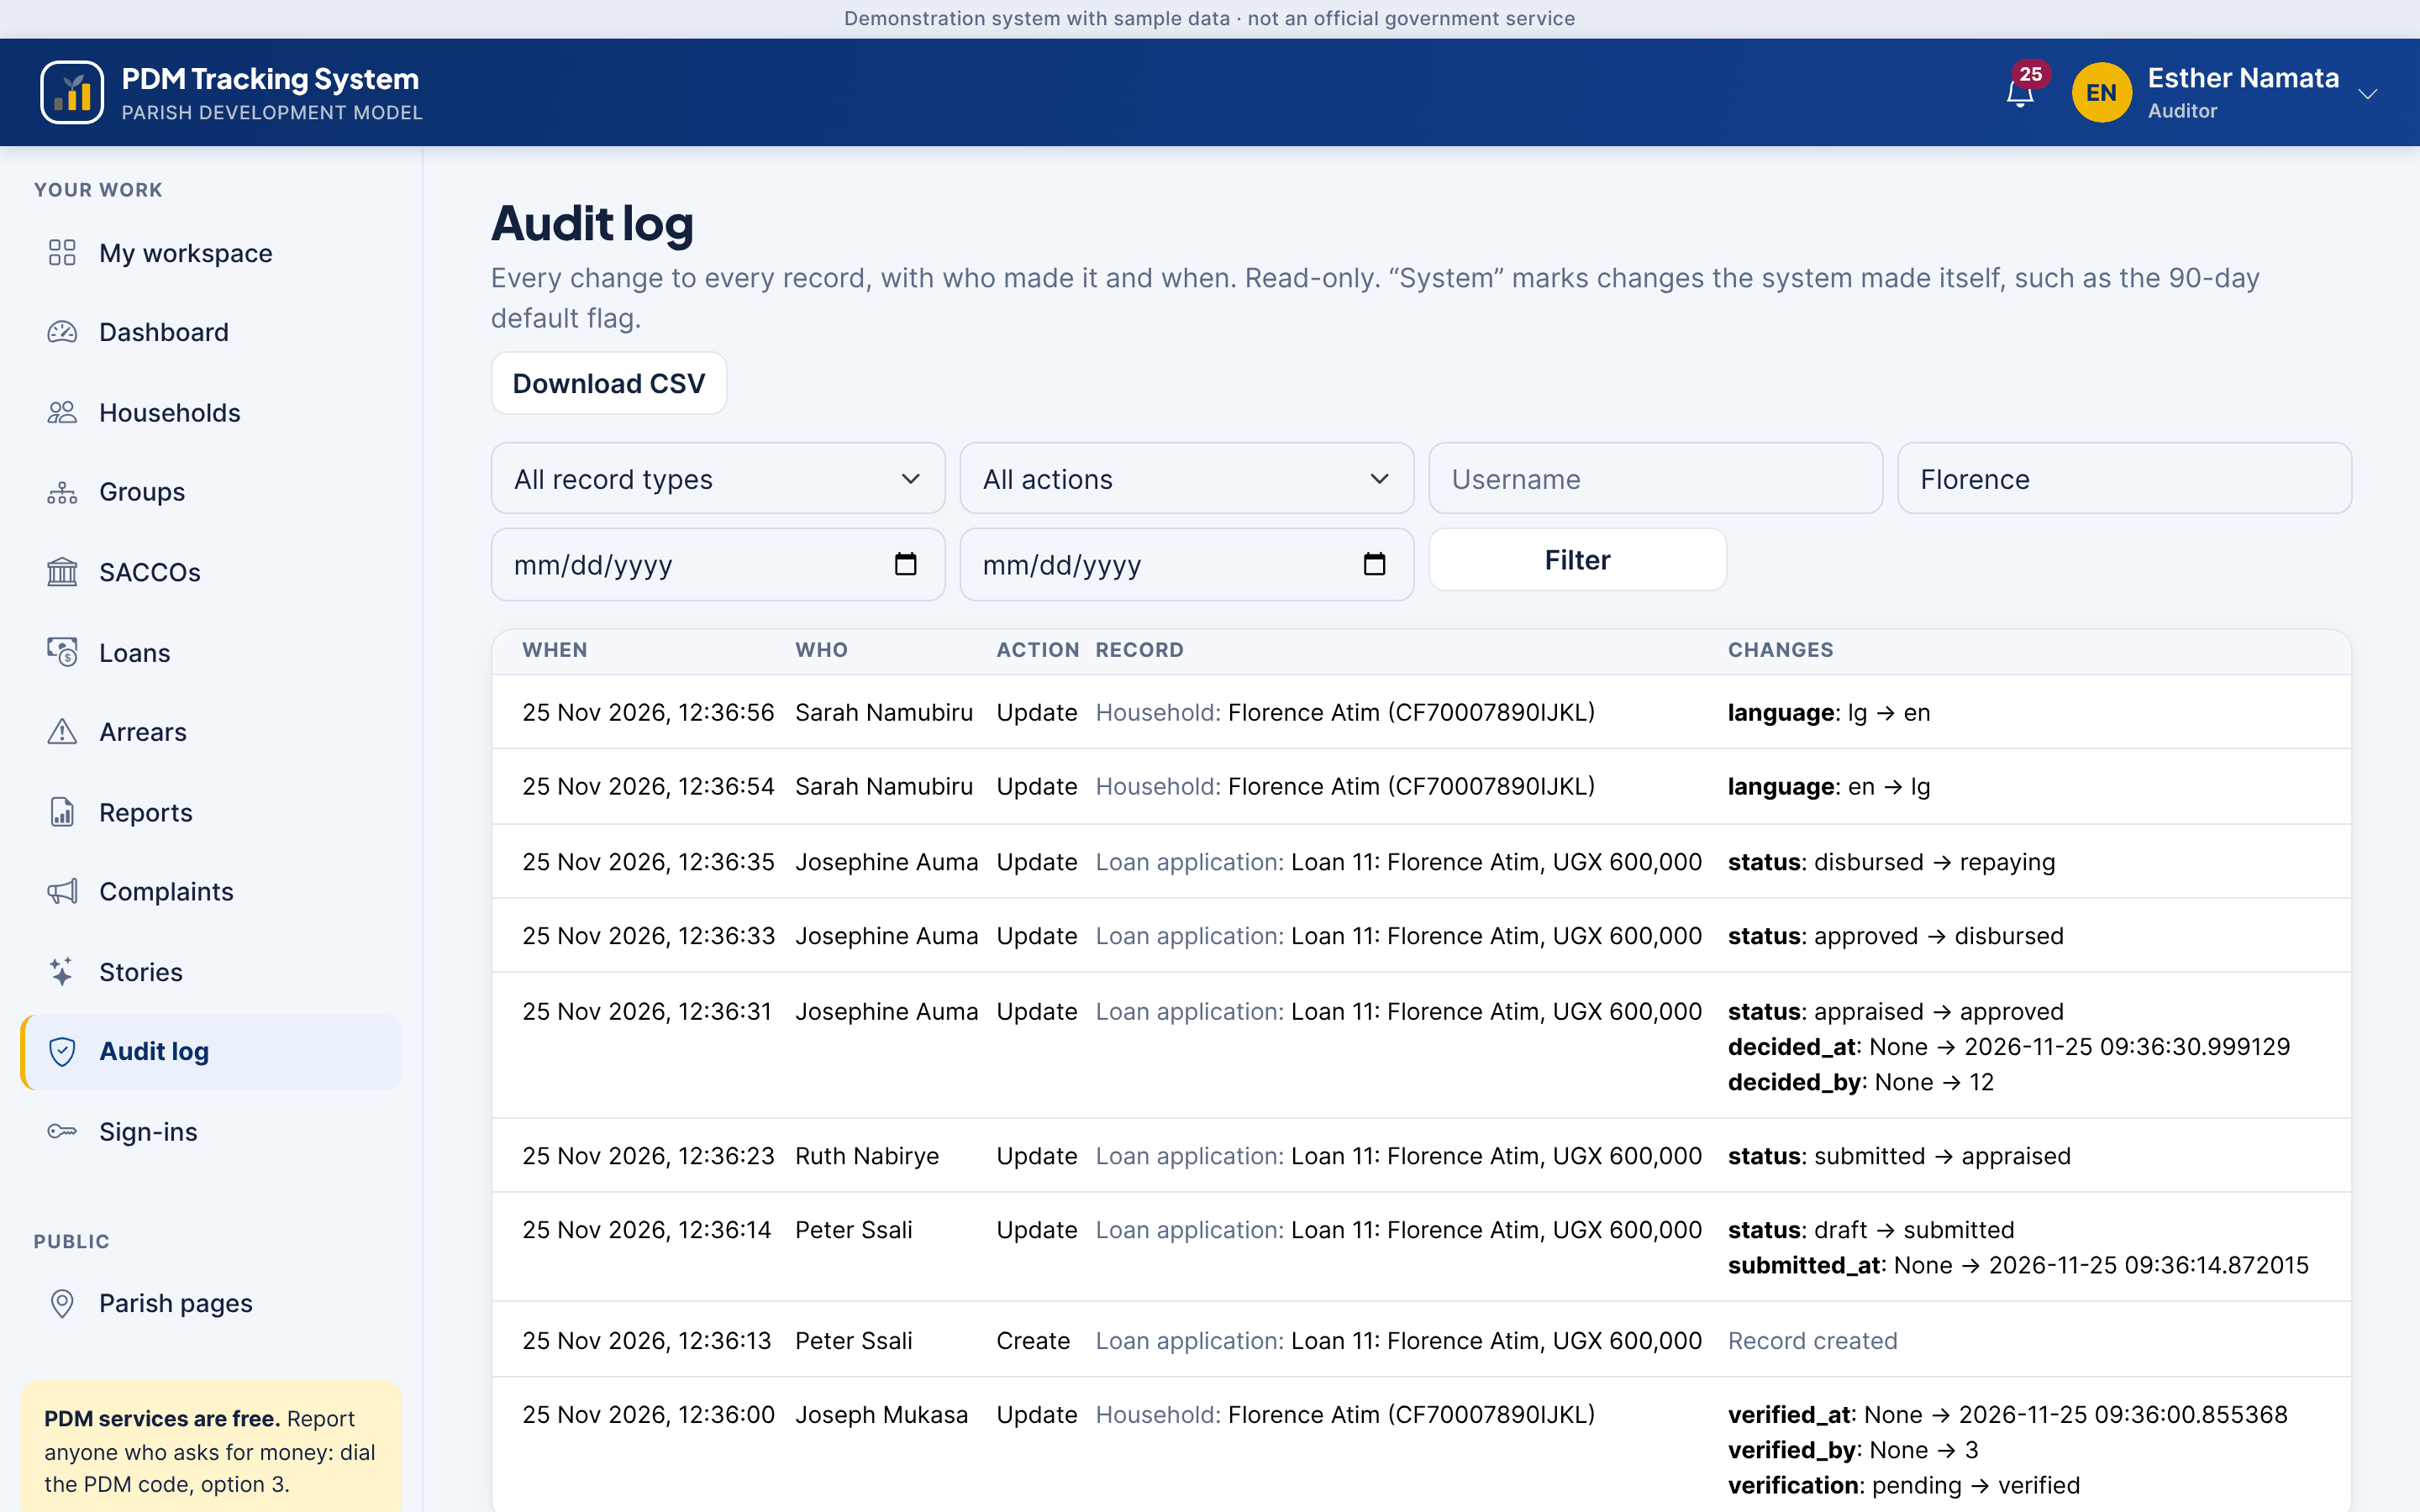 Demonstration system with sample data · not an official government service
PDM Tracking System
PARISH DEVELOPMENT MODEL
25
EN
Esther Namata
Auditor
YOUR WORK
My workspace
Dashboard
Households
Groups
SACCOs
Loans
Arrears
Reports
Complaints
Stories
Audit log
Sign-ins
PUBLIC
Parish pages
PDM services are free. Report
anyone who asks for money: dial
the PDM code, option 3.
Audit log
Every change to every record, with who made it and when. Read-only. “System” marks changes the system made itself, such as the 90-day
default flag.
Download CSV
All record types All actions Username Florence
mm/dd/yyyy mm/dd/yyyy Filter
WHEN WHO ACTION RECORD CHANGES
25 Nov 2026, 12:36:56 Sarah Namubiru Update Household: Florence Atim (CF70007890IJKL) language: lg → en
25 Nov 2026, 12:36:54 Sarah Namubiru Update Household: Florence Atim (CF70007890IJKL) language: en → lg
25 Nov 2026, 12:36:35 Josephine Auma Update Loan application: Loan 11: Florence Atim, UGX 600,000 status: disbursed → repaying
25 Nov 2026, 12:36:33 Josephine Auma Update Loan application: Loan 11: Florence Atim, UGX 600,000 status: approved → disbursed
25 Nov 2026, 12:36:31 Josephine Auma Update Loan application: Loan 11: Florence Atim, UGX 600,000 status: appraised → approved
decided_at: None → 2026-11-25 09:36:30.999129
decided_by: None → 12
25 Nov 2026, 12:36:23 Ruth Nabirye Update Loan application: Loan 11: Florence Atim, UGX 600,000 status: submitted → appraised
25 Nov 2026, 12:36:14 Peter Ssali Update Loan application: Loan 11: Florence Atim, UGX 600,000 status: draft → submitted
submitted_at: None → 2026-11-25 09:36:14.872015
25 Nov 2026, 12:36:13 Peter Ssali Create Loan application: Loan 11: Florence Atim, UGX 600,000 Record created
25 Nov 2026, 12:36:00 Joseph Mukasa Update Household: Florence Atim (CF70007890IJKL) verified_at: None → 2026-11-25 09:36:00.855368
verified_by: None → 3
verification: pending → verified